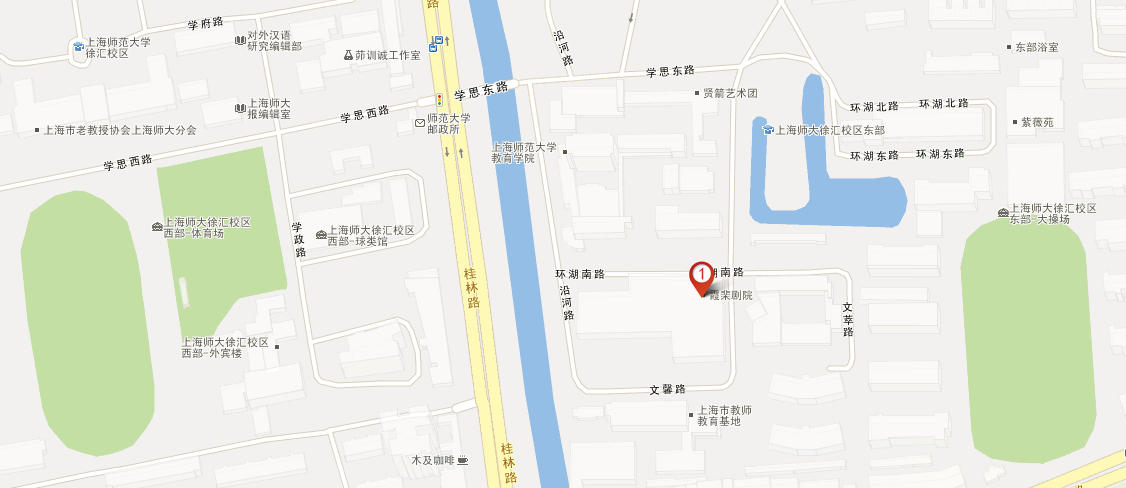 路
学府路
上海师范大学
徐汇校区
对外汉语
研究编辑部
茆训诚工作室
沿河路
东部浴室
学思东路
学思东路
贤箭艺术团
上海师大
报编辑室
学思西路
师范大学
邮政所
环湖北路
环湖北路
紫薇苑
上海市老教授协会上海师大分会
上海师大徐汇校区东部
上海师范大学
教育学院
环湖东路
环湖东路
学思西路
上海师大徐汇校区
西部-体育场
学政路
上海师大徐汇校区
西部-球类馆
上海师大徐汇校区
东部-大操场
桂林路
环湖南路
1
湖南路
霞棐剧院
沿河路
文萃路
上海师大徐汇校区
西部-外宾楼
文馨路
上海市教师
教育基地
木及咖啡
桂林路